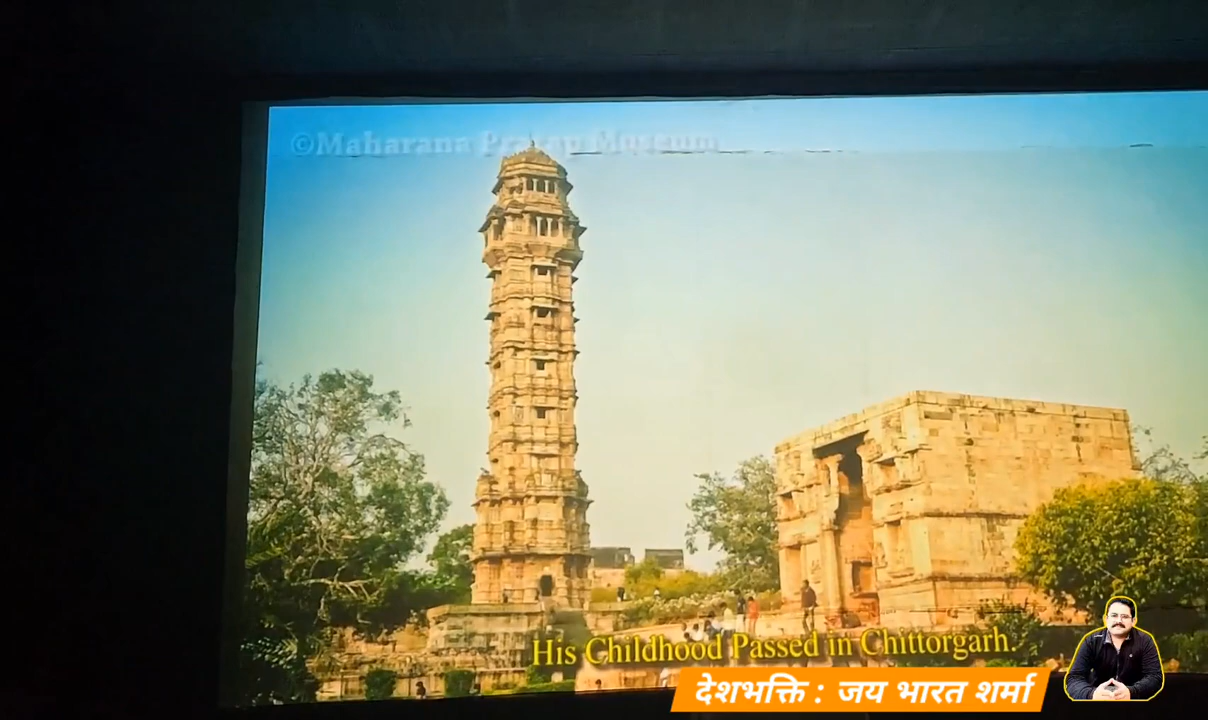 ©Maharana Pratap Museum
His Childhood Passed in Chittorgarh.
देशभक्ति : जय भारत शर्मा